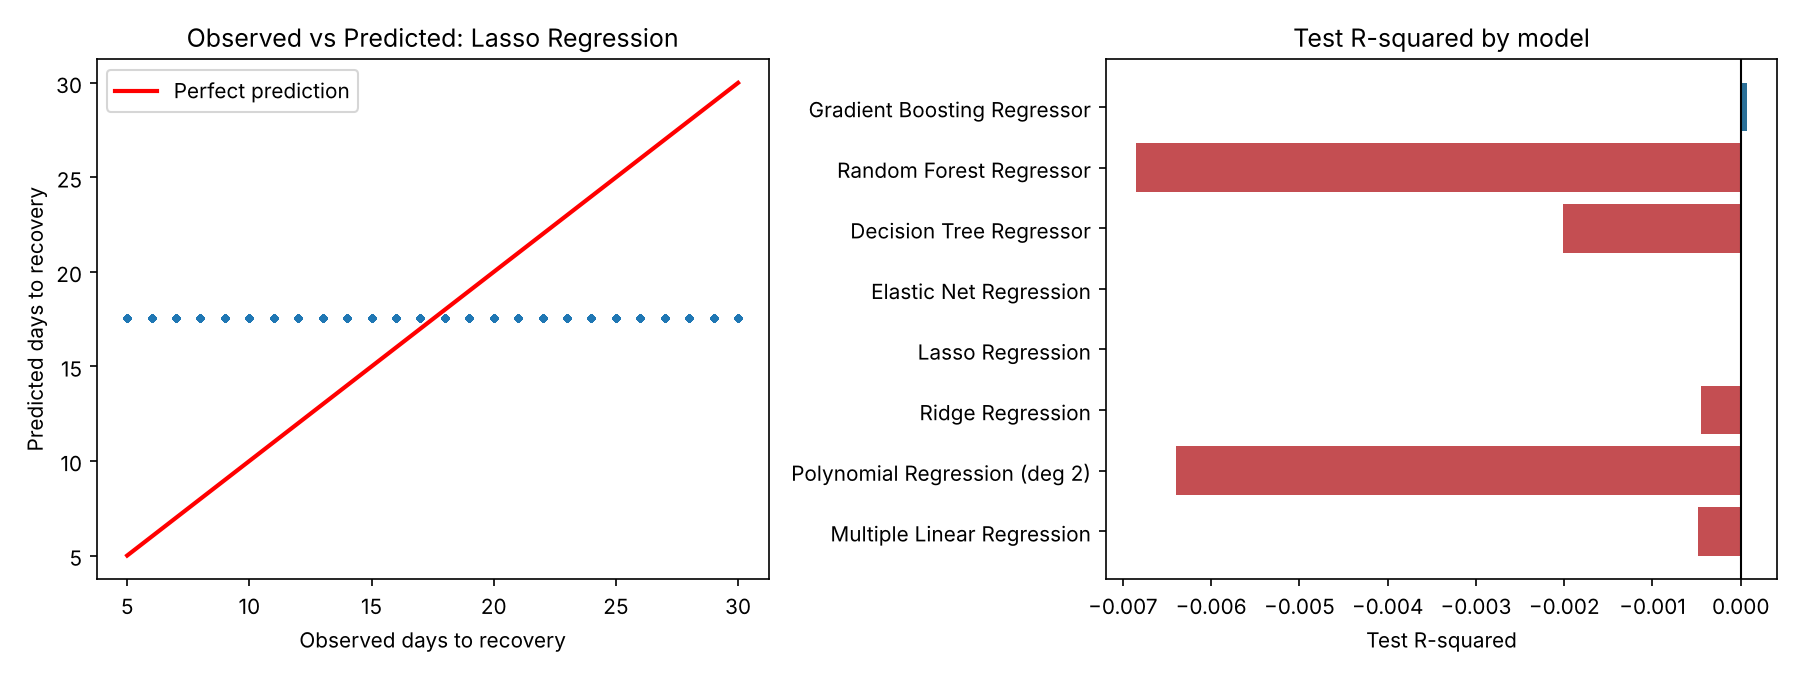 Observed vs Predicted: Lasso Regression
Perfect prediction
30
25
20
15
10
5
Predicted days to recovery
5 10 15 20 25 30
Observed days to recovery
Test R-squared by model
Gradient Boosting Regressor
Random Forest Regressor
Decision Tree Regressor
Elastic Net Regression
Lasso Regression
Ridge Regression
Polynomial Regression (deg 2)
Multiple Linear Regression
−0.007 −0.006 −0.005 −0.004 −0.003 −0.002 −0.001 0.000
Test R-squared